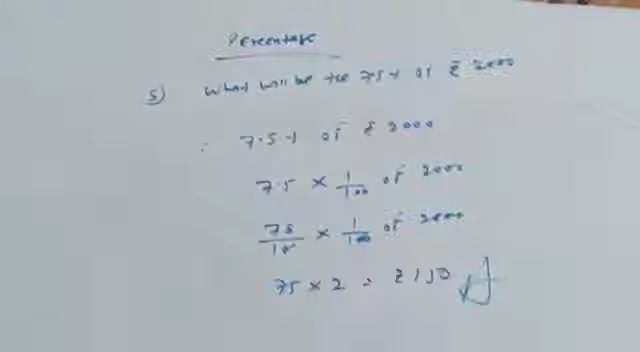 Percentage
5) What will be the 7.5% of ₹ 2000
∴ 7.5% of ₹ 2000
7.5 × 1/100 of 2000
75/10 × 1/100 of 2000
75 × 2 = ₹150 A